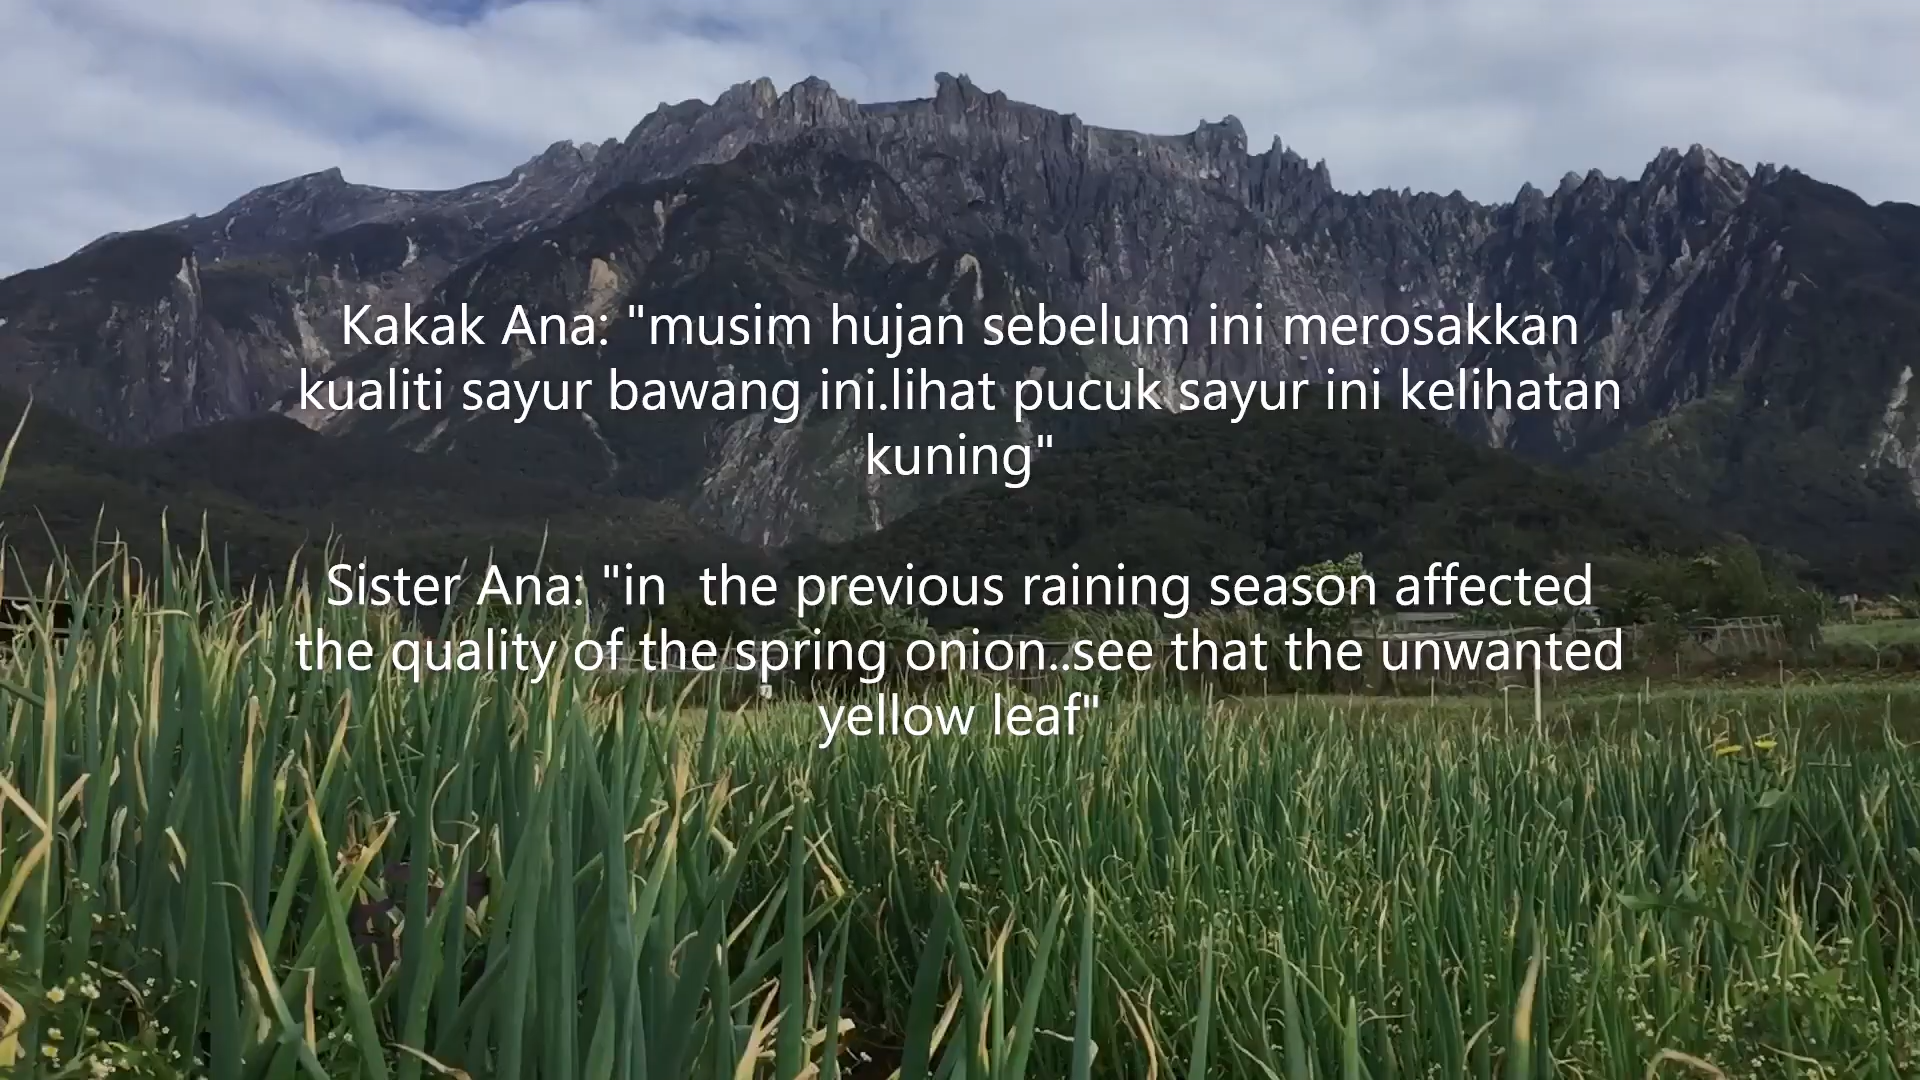 Kakak Ana: "musim hujan sebelum ini merosakkan
kualiti sayur bawang ini.lihat pucuk sayur ini kelihatan
kuning"
Sister Ana: "in  the previous raining season affected
the quality of the spring onion..see that the unwanted
yellow leaf"